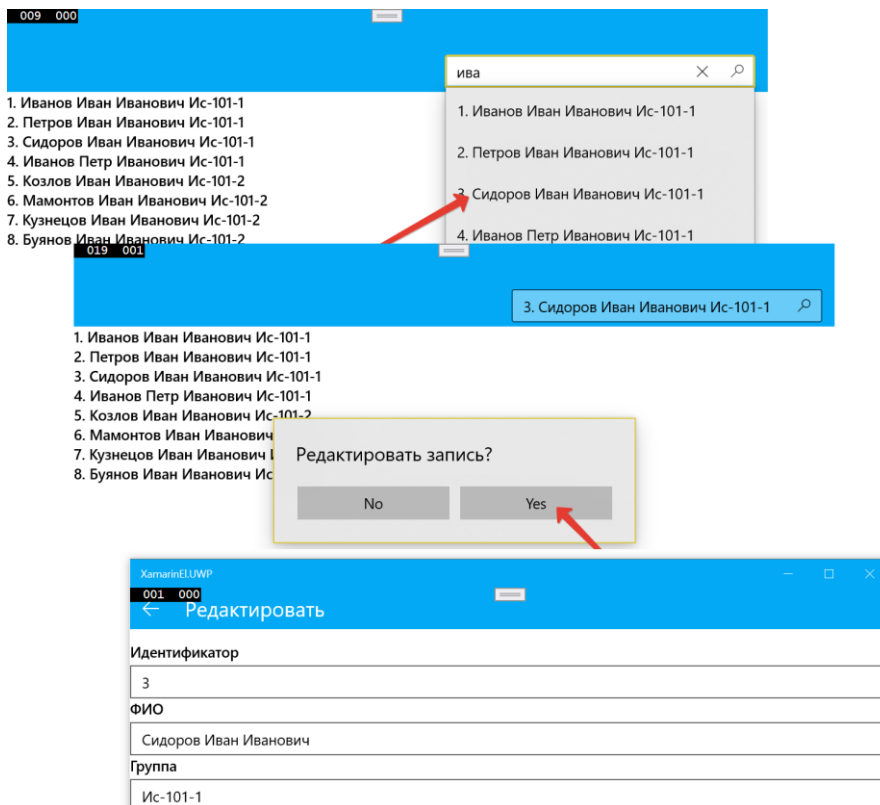 009 000
ива
1. Иванов Иван Иванович Ис-101-1
2. Петров Иван Иванович Ис-101-1
3. Сидоров Иван Иванович Ис-101-1
4. Иванов Петр Иванович Ис-101-1
5. Козлов Иван Иванович Ис-101-2
6. Мамонтов Иван Иванович Ис-101-2
7. Кузнецов Иван Иванович Ис-101-2
8. Буянов Иван Иванович Ис-101-2
1. Иванов Иван Иванович Ис-101-1
2. Петров Иван Иванович Ис-101-1
3. Сидоров Иван Иванович Ис-101-1
4. Иванов Петр Иванович Ис-101-1
019 001
3. Сидоров Иван Иванович Ис-101-1
1. Иванов Иван Иванович Ис-101-1
2. Петров Иван Иванович Ис-101-1
3. Сидоров Иван Иванович Ис-101-1
4. Иванов Петр Иванович Ис-101-1
5. Козлов Иван Иванович Ис-101-2
6. Мамонтов Иван Иванович
7. Кузнецов Иван Иванович
8. Буянов Иван Иванович Ис
Редактировать запись?
No
Yes
XamarinEl.UWP
001 000
Редактировать
Идентификатор
3
ФИО
Сидоров Иван Иванович
Группа
Ис-101-1